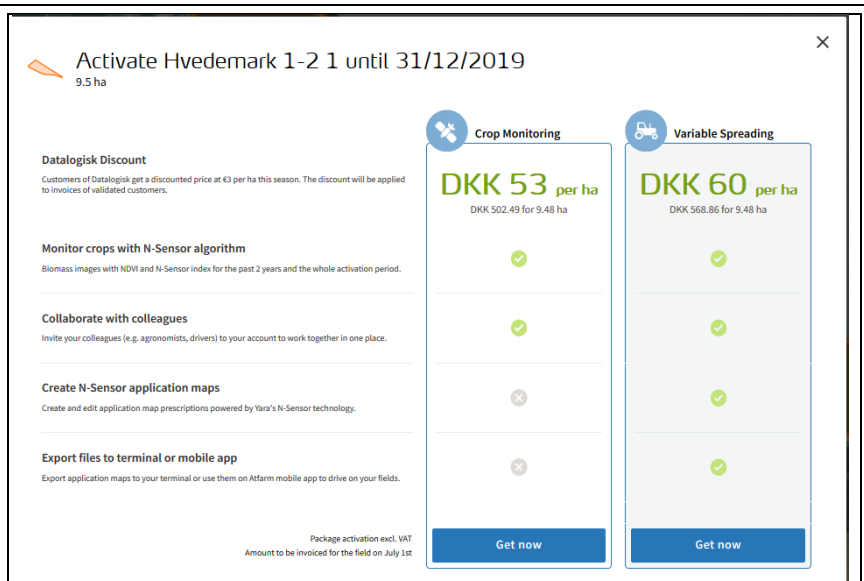 Activate Hvedemark 1-2 1 until 31/12/2019
9.5 ha
Crop Monitoring
Variable Spreading
Datalogisk Discount
Customers of Datalogisk get a discounted price at €3 per ha this season. The discount will be applied
to invoices of validated customers.
DKK 53 per ha
DKK 502.49 for 9.48 ha
DKK 60 per ha
DKK 568.86 for 9.48 ha
Monitor crops with N-Sensor algorithm
Biomass images with NDVI and N-Sensor index for the past 2 years and the whole activation period.
Collaborate with colleagues
Invite your colleagues (e.g. agronomists, drivers) to your account to work together in one place.
Create N-Sensor application maps
Create and edit application map prescriptions powered by Yara's N-Sensor technology.
Export files to terminal or mobile app
Export application maps to your terminal or use them on Atfarm mobile app to drive on your fields.
Package activation excl. VAT
Amount to be invoiced for the field on July 1st
Get now
Get now